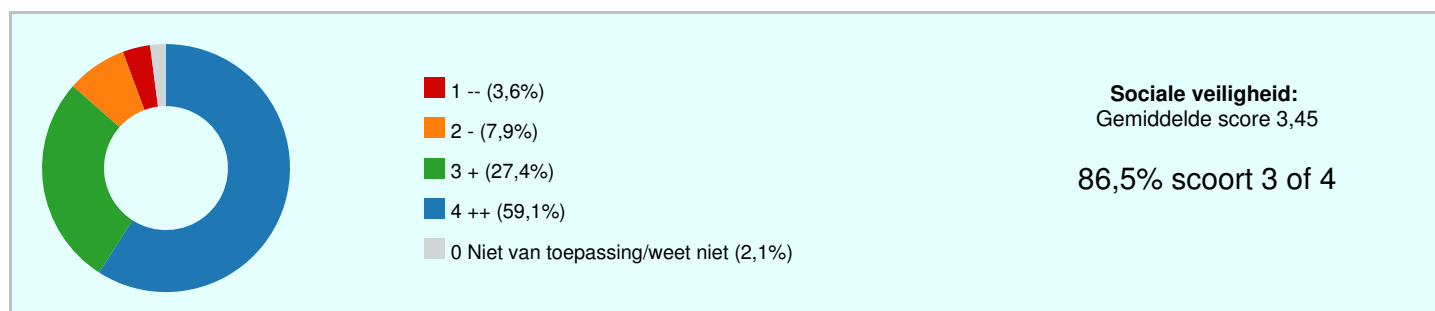 1 -- (3,6%)
2 - (7,9%)
3 + (27,4%)
4 ++ (59,1%)
0 Niet van toepassing/weet niet (2,1%)
Sociale veiligheid:
Gemiddelde score 3,45
86,5% scoort 3 of 4